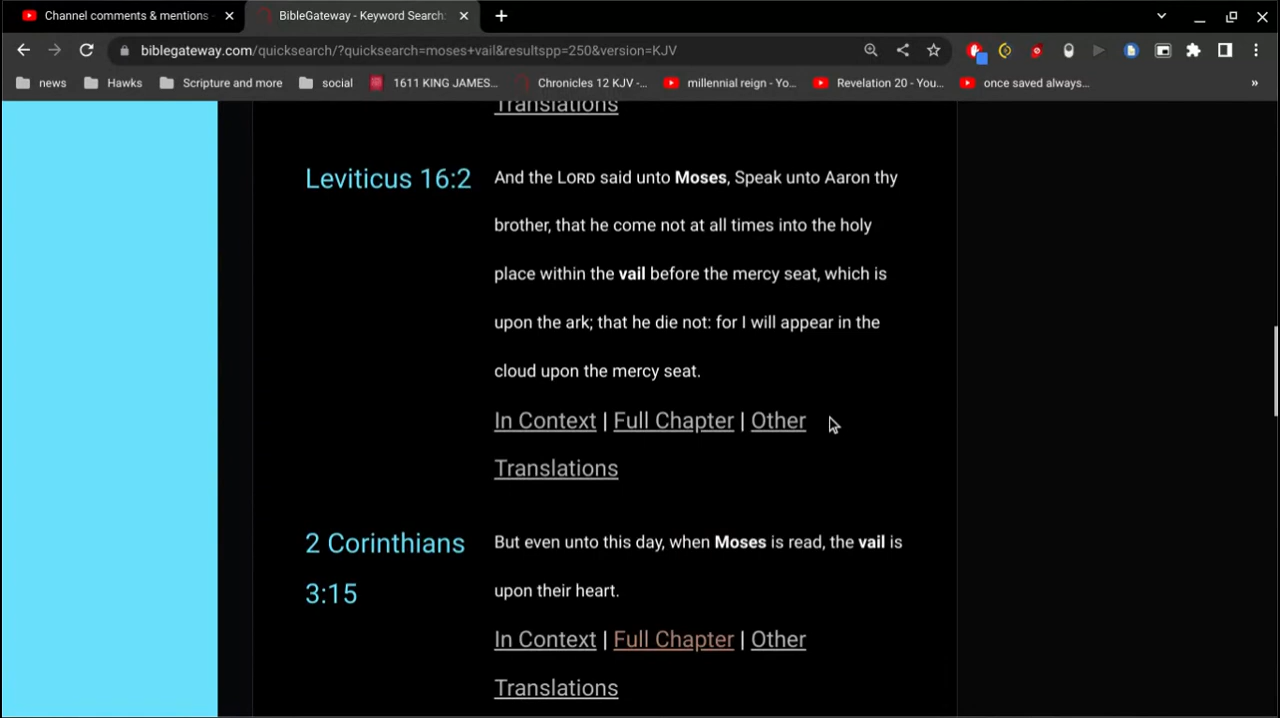 Channel comments & mentions -
BibleGateway - Keyword Search:
biblegateway.com/quicksearch/?quicksearch=moses+vail&resultspp=250&version=KJV
news
Hawks
Scripture and more
social
1611 KING JAMES...
Chronicles 12 KJV -...
millennial reign - Yo...
Revelation 20 - You...
once saved always...
»
Translations
Leviticus 16:2
And the LORD said unto Moses, Speak unto Aaron thy
brother, that he come not at all times into the holy
place within the vail before the mercy seat, which is
upon the ark; that he die not: for I will appear in the
cloud upon the mercy seat.
In Context | Full Chapter | Other
Translations
2 Corinthians
3:15
But even unto this day, when Moses is read, the vail is
upon their heart.
In Context | Full Chapter | Other
Translations